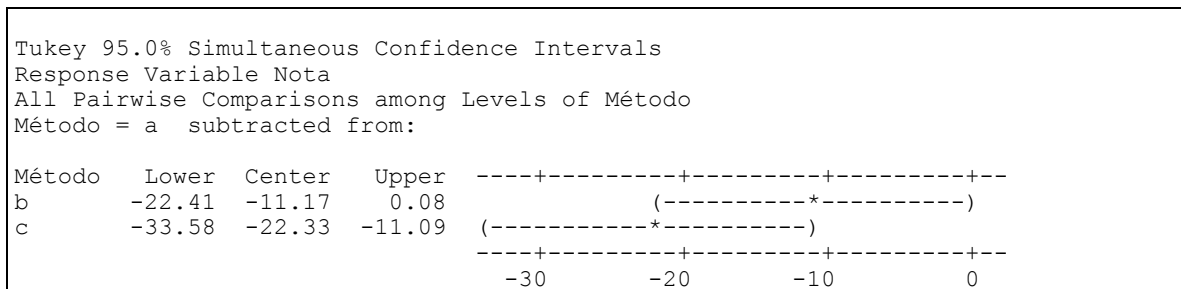 Tukey 95.0% Simultaneous Confidence Intervals
Response Variable Nota
All Pairwise Comparisons among Levels of Método
Método = a  subtracted from:

Método   Lower  Center   Upper  ----+---------+---------+---------+--
b       -22.41  -11.17    0.08              (----------*----------)
c       -33.58  -22.33  -11.09  (-----------*----------)
                                ----+---------+---------+---------+--
                                  -30       -20       -10         0